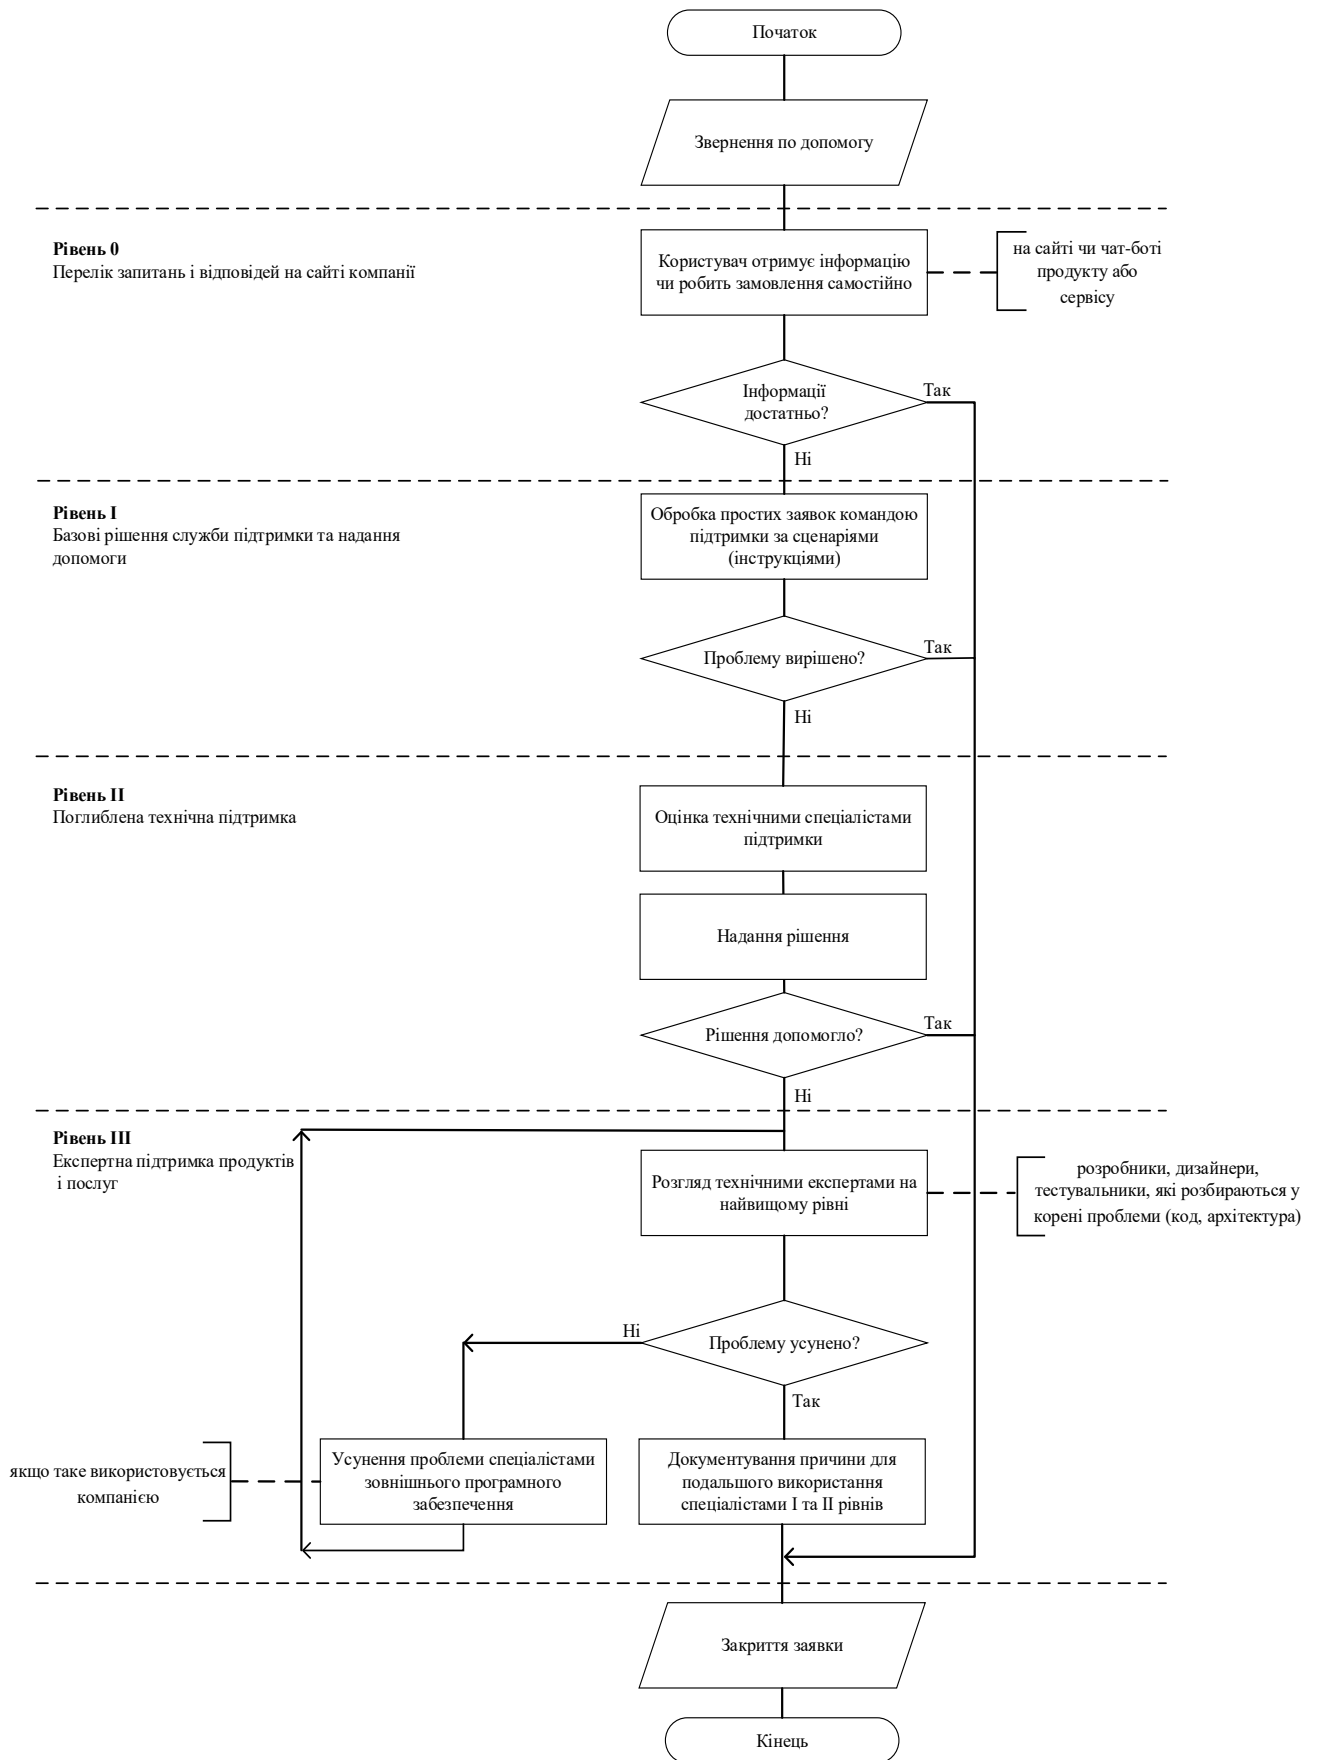 Початок
Звернення по допомогу
Рівень 0
Перелік запитань і відповідей на сайті компанії
Користувач отримує інформацію
чи робить замовлення самостійно
на сайті чи чат-боті
продукту або
сервісу
Інформації
достатньо?
Так
Ні
Рівень I
Базові рішення служби підтримки та надання
допомоги
Обробка простих заявок командою
підтримки за сценаріями
(інструкціями)
Проблему вирішено?
Так
Ні
Рівень II
Поглиблена технічна підтримка
Оцінка технічними спеціалістами
підтримки
Надання рішення
Рішення допомогло?
Так
Ні
Рівень III
Експертна підтримка продуктів
і послуг
Розгляд технічними експертами на
найвищому рівні
розробники, дизайнери,
тестувальники, які розбираються у
корені проблеми (код, архітектура)
Ні
Проблему усунено?
Так
якщо таке використовується
компанією
Усунення проблеми спеціалістами
зовнішнього програмного
забезпечення
Документування причини для
подальшого використання
спеціалістами I та II рівнів
Закриття заявки
Кінець